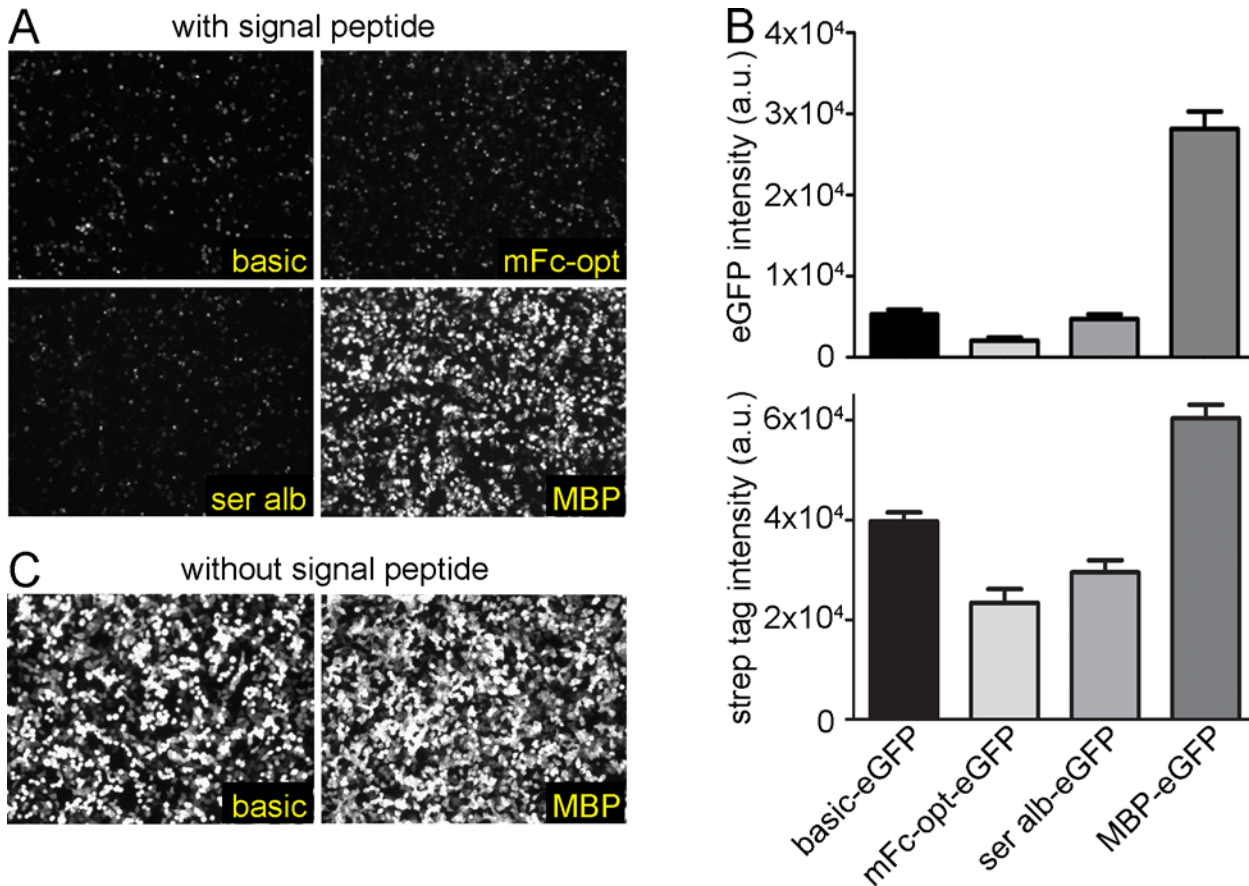 A
with signal peptide
basic
mFc-opt
ser alb
MBP
C
without signal peptide
basic
MBP
B
eGFP intensity (a.u.)
4x10⁴
3x10⁴
2x10⁴
1x10⁴
0
strep tag intensity (a.u.)
6x10⁴
4x10⁴
2x10⁴
0
basic-eGFP
mFc-opt-eGFP
ser alb-eGFP
MBP-eGFP